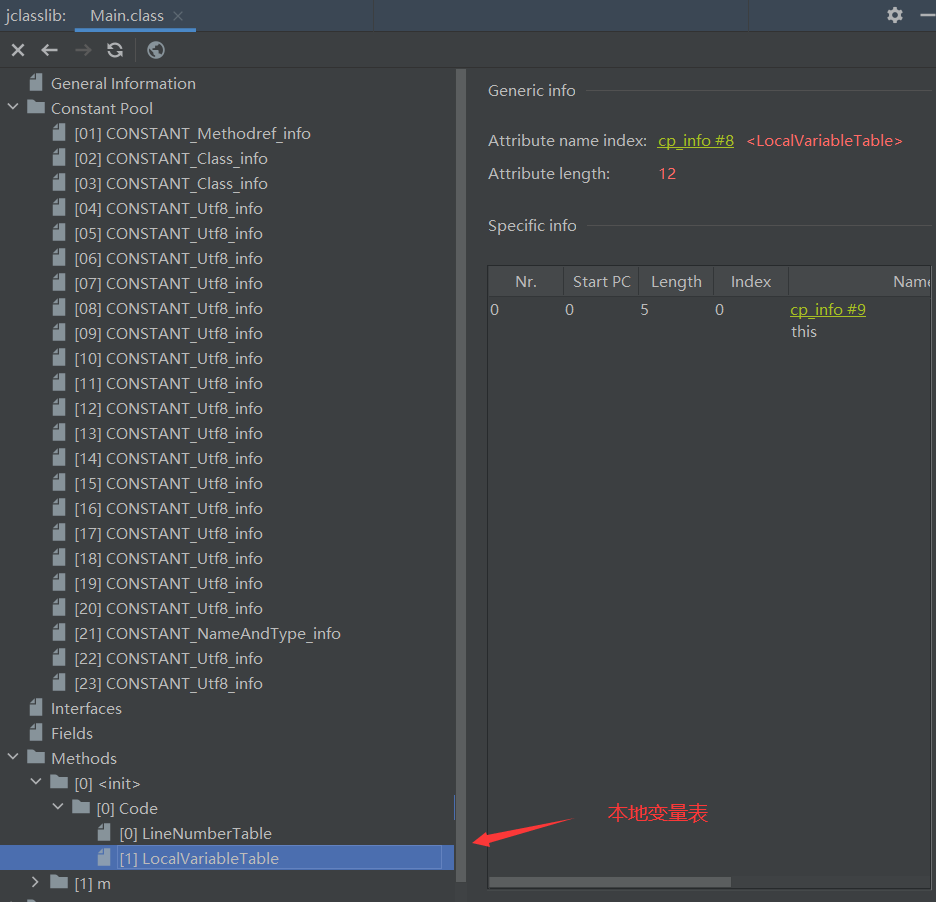 jclasslib: Main.class
General Information
Constant Pool
[01] CONSTANT_Methodref_info
[02] CONSTANT_Class_info
[03] CONSTANT_Class_info
[04] CONSTANT_Utf8_info
[05] CONSTANT_Utf8_info
[06] CONSTANT_Utf8_info
[07] CONSTANT_Utf8_info
[08] CONSTANT_Utf8_info
[09] CONSTANT_Utf8_info
[10] CONSTANT_Utf8_info
[11] CONSTANT_Utf8_info
[12] CONSTANT_Utf8_info
[13] CONSTANT_Utf8_info
[14] CONSTANT_Utf8_info
[15] CONSTANT_Utf8_info
[16] CONSTANT_Utf8_info
[17] CONSTANT_Utf8_info
[18] CONSTANT_Utf8_info
[19] CONSTANT_Utf8_info
[20] CONSTANT_Utf8_info
[21] CONSTANT_NameAndType_info
[22] CONSTANT_Utf8_info
[23] CONSTANT_Utf8_info
Interfaces
Fields
Methods
[0] <init>
[0] Code
[0] LineNumberTable
[1] LocalVariableTable
[1] m
Generic info
Attribute name index: cp_info #8 <LocalVariableTable>
Attribute length: 12
Specific info
Nr. Start PC Length Index Name
0 0 5 0 cp_info #9
this
本地变量表